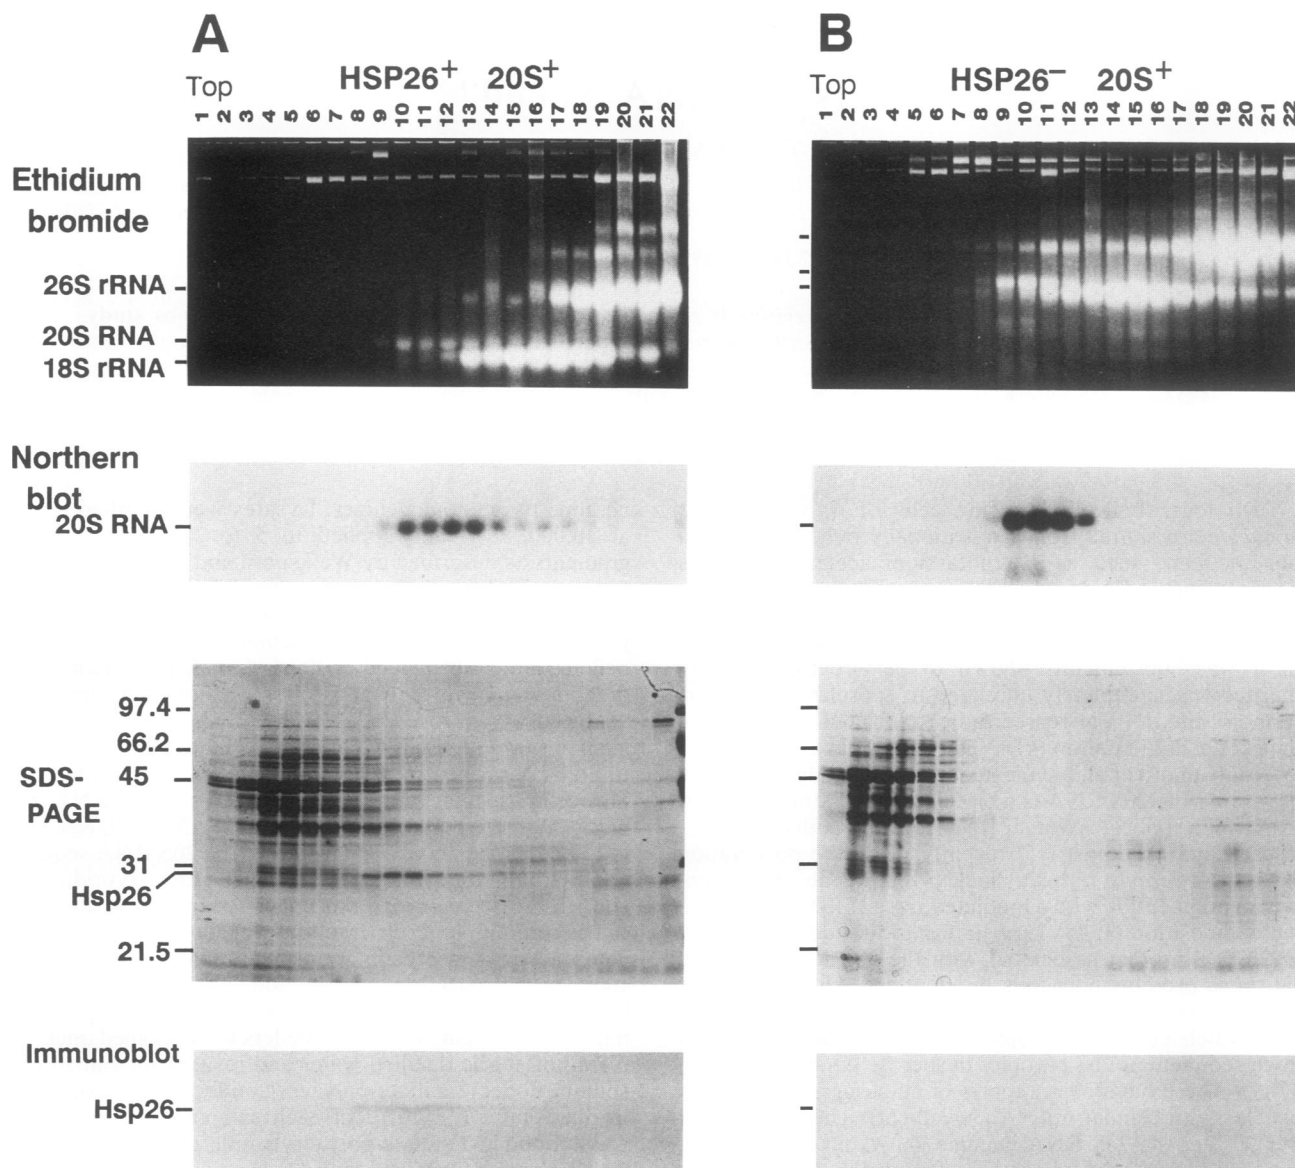 A
HSP26+ 20S+
Top
1 2 3 4 5 6 7 8 9 10 11 12 13 14 15 16 17 18 19 20 21 22
B
HSP26– 20S+
Top
1 2 3 4 5 6 7 8 9 10 11 12 13 14 15 16 17 18 19 20 21 22
Ethidium
bromide
26S rRNA
20S RNA
18S rRNA
Northern
blot
20S RNA
97.4
66.2
45
SDS-
PAGE
31
Hsp26
21.5
Immunoblot
Hsp26